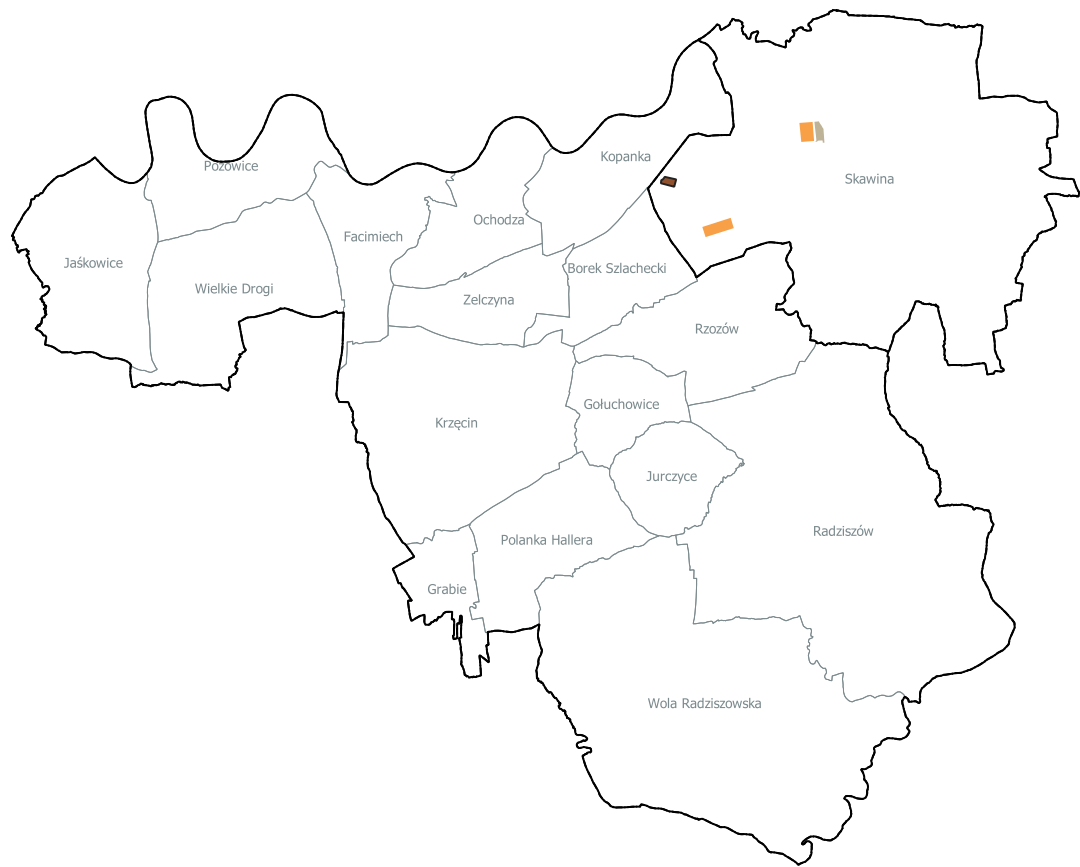 Kopanka
Pozowice
Skawina
Ochodza
Facimiech
Jaśkowice
Borek Szlachecki
Wielkie Drogi
Zelczyna
Rzozów
Gołuchowice
Krzęcin
Jurczyce
Radziszów
Polanka Hallera
Grabie
Wola Radziszowska